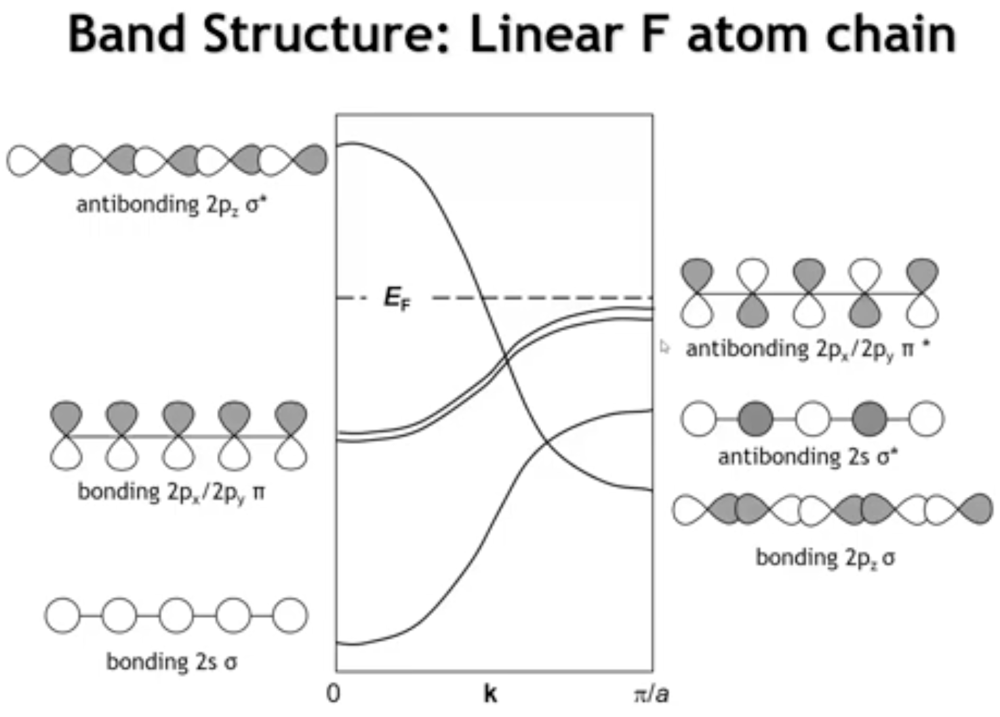 Band Structure: Linear F atom chain
antibonding 2pz σ*
EF
antibonding 2px/2py π *
antibonding 2s σ*
bonding 2px/2py π
bonding 2pz σ
bonding 2s σ
0 k π/a